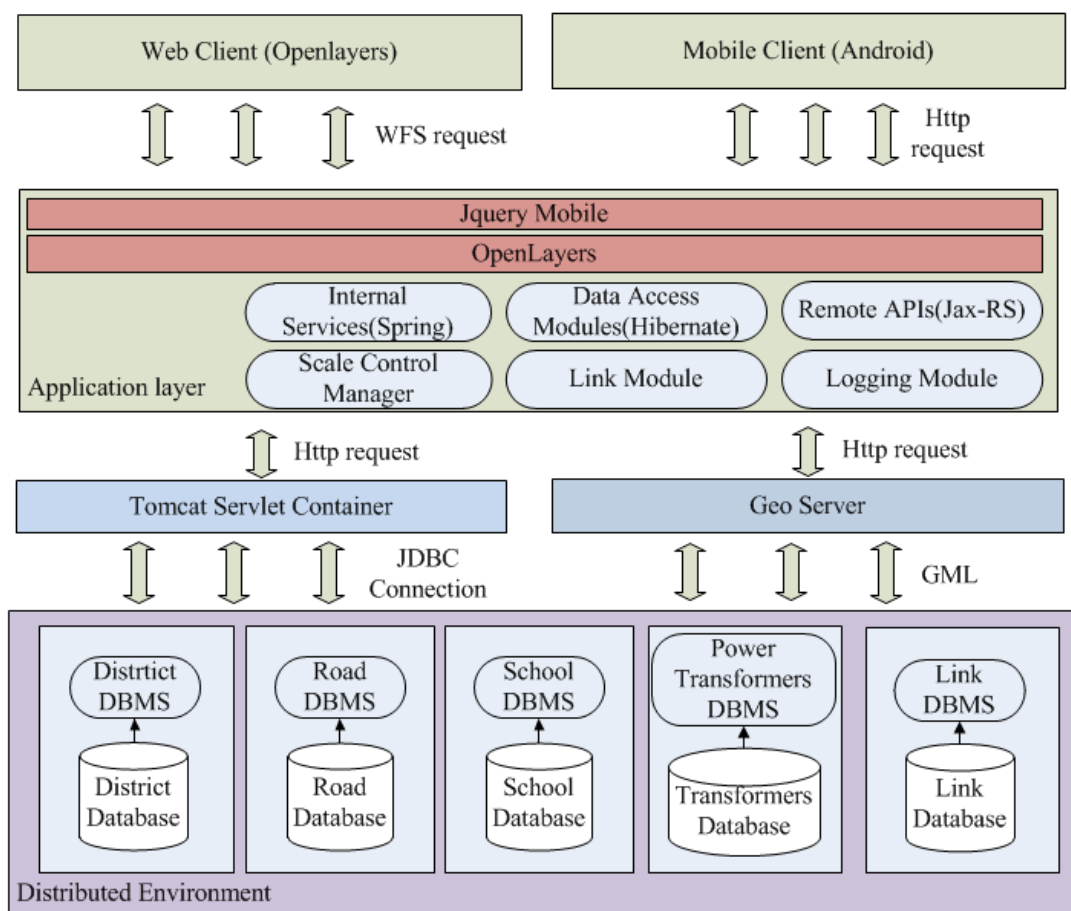 Web Client (Openlayers)
Mobile Client (Android)
WFS request
Http
request
Jquery Mobile
OpenLayers
Internal
Services(Spring)
Data Access
Modules(Hibernate)
Remote APIs(Jax-RS)
Scale Control
Manager
Link Module
Logging Module
Application layer
Http request
Http request
Tomcat Servlet Container
Geo Server
JDBC
Connection
GML
Distrtict
DBMS
Road
DBMS
School
DBMS
Power
Transformers
DBMS
Link
DBMS
District
Database
Road
Database
School
Database
Transformers
Database
Link
Database
Distributed Environment